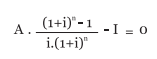 A . (1+i)ⁿ - 1 / i.(1+i)ⁿ - I = 0